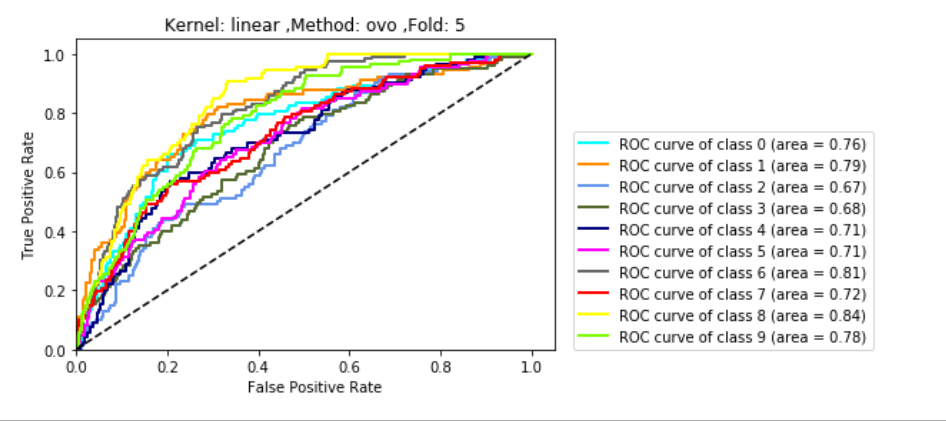 Kernel: linear ,Method: ovo ,Fold: 5
1.0
0.8
0.6
0.4
0.2
0.0
True Positive Rate
0.0 0.2 0.4 0.6 0.8 1.0
False Positive Rate
ROC curve of class 0 (area = 0.76)
ROC curve of class 1 (area = 0.79)
ROC curve of class 2 (area = 0.67)
ROC curve of class 3 (area = 0.68)
ROC curve of class 4 (area = 0.71)
ROC curve of class 5 (area = 0.71)
ROC curve of class 6 (area = 0.81)
ROC curve of class 7 (area = 0.72)
ROC curve of class 8 (area = 0.84)
ROC curve of class 9 (area = 0.78)